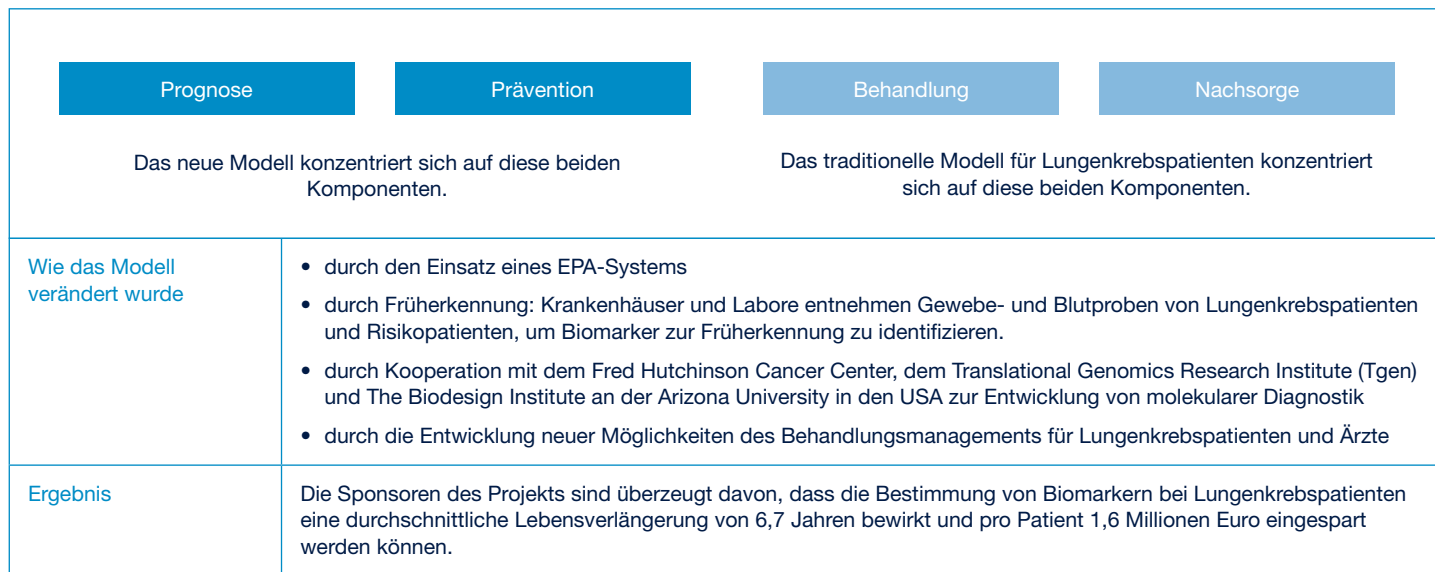 Prognose
Prävention
Behandlung
Nachsorge
Das neue Modell konzentriert sich auf diese beiden
Komponenten.
Das traditionelle Modell für Lungenkrebspatienten konzentriert
sich auf diese beiden Komponenten.
Wie das Modell
verändert wurde
• durch den Einsatz eines EPA-Systems
• durch Früherkennung: Krankenhäuser und Labore entnehmen Gewebe- und Blutproben von Lungenkrebspatienten
und Risikopatienten, um Biomarker zur Früherkennung zu identifizieren.
• durch Kooperation mit dem Fred Hutchinson Cancer Center, dem Translational Genomics Research Institute (Tgen)
und The Biodesign Institute an der Arizona University in den USA zur Entwicklung von molekularer Diagnostik
• durch die Entwicklung neuer Möglichkeiten des Behandlungsmanagements für Lungenkrebspatienten und Ärzte
Ergebnis
Die Sponsoren des Projekts sind überzeugt davon, dass die Bestimmung von Biomarkern bei Lungenkrebspatienten
eine durchschnittliche Lebensverlängerung von 6,7 Jahren bewirkt und pro Patient 1,6 Millionen Euro eingespart
werden können.